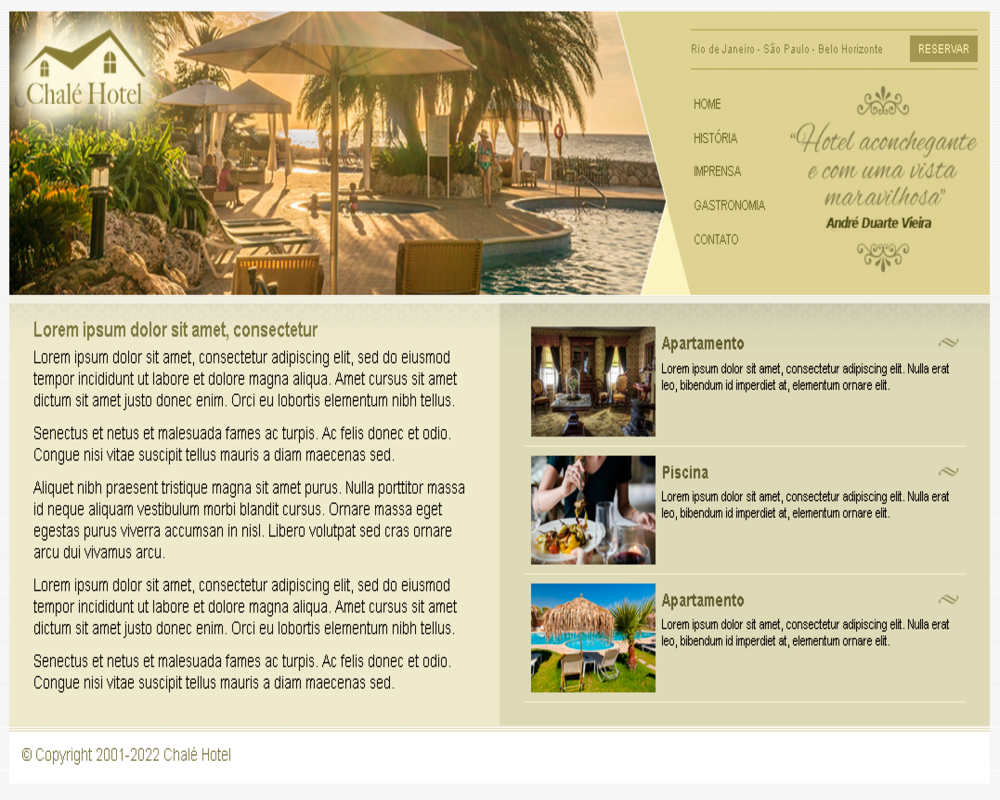 Chalé Hotel
Rio de Janeiro - São Paulo - Belo Horizonte
RESERVAR
HOME
HISTÓRIA
IMPRENSA
GASTRONOMIA
CONTATO
“Hotel aconchegante
e com uma vista
maravilhosa”
André Duarte Vieira
Lorem ipsum dolor sit amet, consectetur
Lorem ipsum dolor sit amet, consectetur adipiscing elit, sed do eiusmod
tempor incididunt ut labore et dolore magna aliqua. Amet cursus sit amet
dictum sit amet justo donec enim. Orci eu lobortis elementum nibh tellus.
Senectus et netus et malesuada fames ac turpis. Ac felis donec et odio.
Congue nisi vitae suscipit tellus mauris a diam maecenas sed.
Aliquet nibh praesent tristique magna sit amet purus. Nulla porttitor massa
id neque aliquam vestibulum morbi blandit cursus. Ornare massa eget
egestas purus viverra accumsan in nisl. Libero volutpat sed cras ornare
arcu dui vivamus arcu.
Lorem ipsum dolor sit amet, consectetur adipiscing elit, sed do eiusmod
tempor incididunt ut labore et dolore magna aliqua. Amet cursus sit amet
dictum sit amet justo donec enim. Orci eu lobortis elementum nibh tellus.
Senectus et netus et malesuada fames ac turpis. Ac felis donec et odio.
Congue nisi vitae suscipit tellus mauris a diam maecenas sed.
Apartamento
Lorem ipsum dolor sit amet, consectetur adipiscing elit. Nulla erat
leo, bibendum id imperdiet at, elementum ornare elit.
Piscina
Lorem ipsum dolor sit amet, consectetur adipiscing elit. Nulla erat
leo, bibendum id imperdiet at, elementum ornare elit.
Apartamento
Lorem ipsum dolor sit amet, consectetur adipiscing elit. Nulla erat
leo, bibendum id imperdiet at, elementum ornare elit.
© Copyright 2001-2022 Chalé Hotel